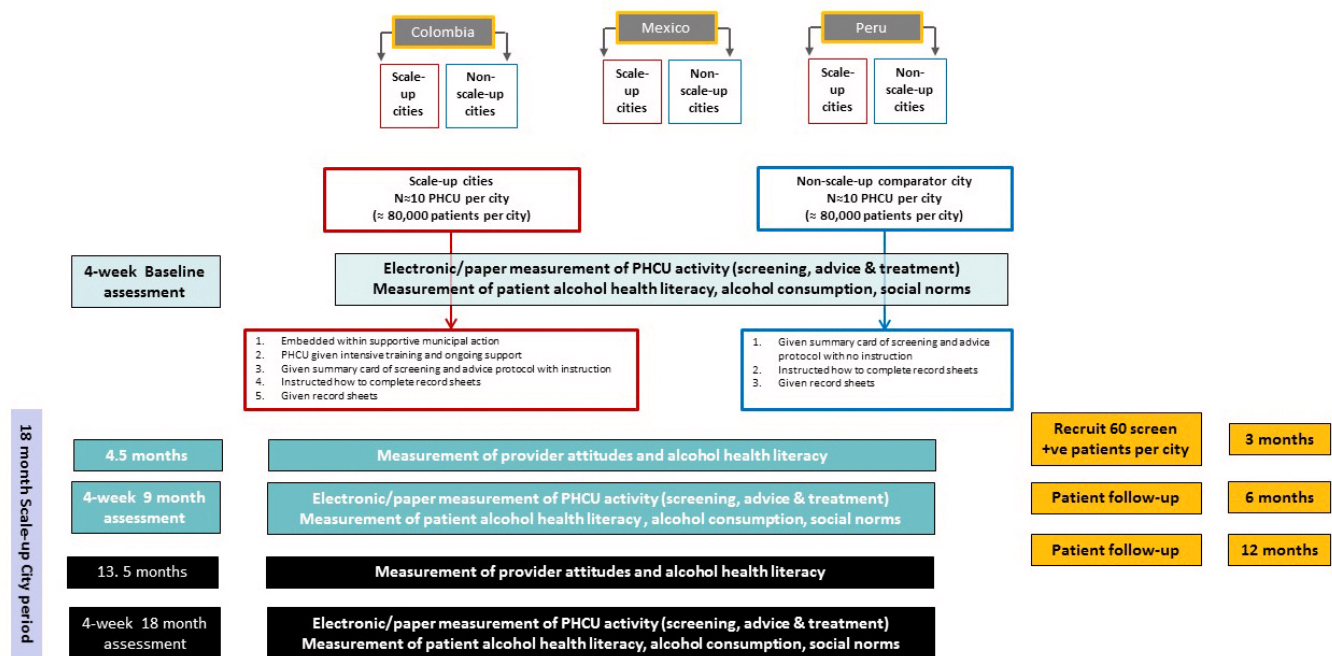 Colombia
Mexico
Peru
Scale-
up
cities
Non-
scale-up
cities
Scale-
up
cities
Non-
scale-up
cities
Scale-
up
cities
Non-
scale-up
cities
Scale-up cities
N≈10 PHCU per city
(≈ 80,000 patients per city)
Non-scale-up comparator city
N≈10 PHCU per city
(≈ 80,000 patients per city)
4-week Baseline
assessment
Electronic/paper measurement of PHCU activity (screening, advice & treatment)
Measurement of patient alcohol health literacy, alcohol consumption, social norms
1. Embedded within supportive municipal action
2. PHCU given intensive training and ongoing support
3. Given summary card of screening and advice protocol with instruction
4. Instructed how to complete record sheets
5. Given record sheets
1. Given summary card of screening and advice
protocol with no instruction
2. Instructed how to complete record sheets
3. Given record sheets
18 month Scale-up City period
4.5 months
Measurement of provider attitudes and alcohol health literacy
4-week 9 month
assessment
Electronic/paper measurement of PHCU activity (screening, advice & treatment)
Measurement of patient alcohol health literacy, alcohol consumption, social norms
13. 5 months
Measurement of provider attitudes and alcohol health literacy
4-week 18 month
assessment
Electronic/paper measurement of PHCU activity (screening, advice & treatment)
Measurement of patient alcohol health literacy, alcohol consumption, social norms
Recruit 60 screen
+ve patients per city
3 months
Patient follow-up
6 months
Patient follow-up
12 months